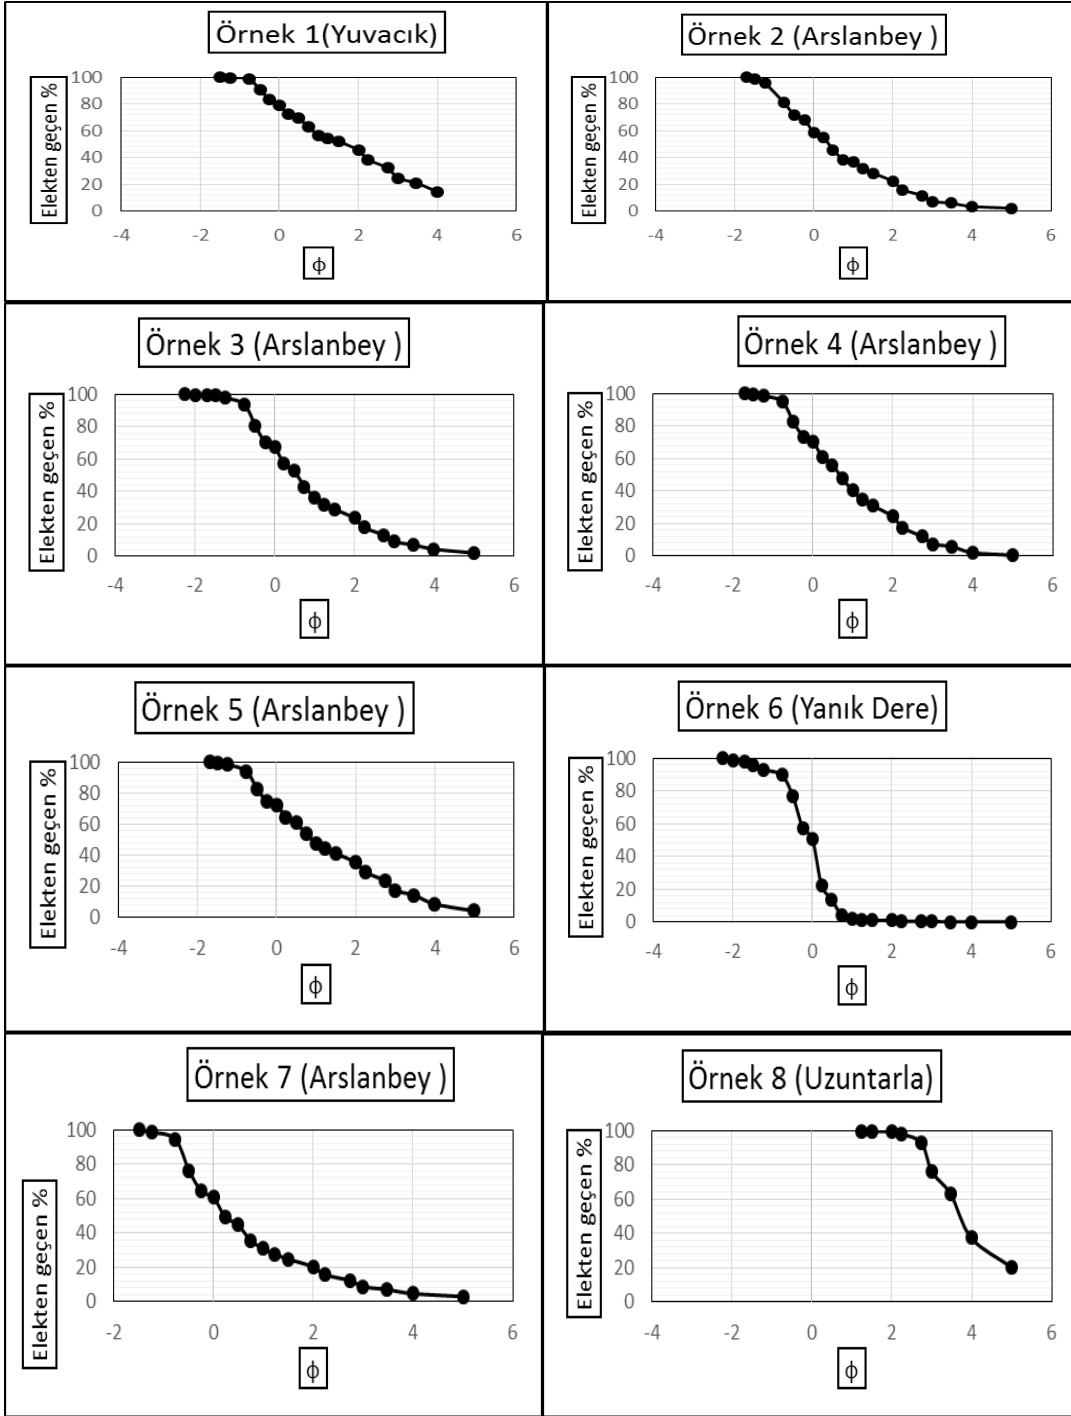 Örnek 1(Yuvacık)
Elekten geçen %
100
80
60
40
20
0
-4 -2 0 2 4 6
ϕ
Örnek 2 (Arslanbey )
Elekten geçen %
100
80
60
40
20
0
-4 -2 0 2 4 6
ϕ
Örnek 3 (Arslanbey )
Elekten geçen %
100
80
60
40
20
0
-4 -2 0 2 4 6
ϕ
Örnek 4 (Arslanbey )
Elekten geçen %
100
80
60
40
20
0
-4 -2 0 2 4 6
ϕ
Örnek 5 (Arslanbey )
Elekten geçen %
100
80
60
40
20
0
-4 -2 0 2 4 6
ϕ
Örnek 6 (Yanık Dere)
Elekten geçen %
100
80
60
40
20
0
-4 -2 0 2 4 6
ϕ
Örnek 7 (Arslanbey )
Elekten geçen %
100
80
60
40
20
0
-2 0 2 4 6
ϕ
Örnek 8 (Uzuntarla)
Elekten geçen %
100
80
60
40
20
0
-4 -2 0 2 4 6
ϕ